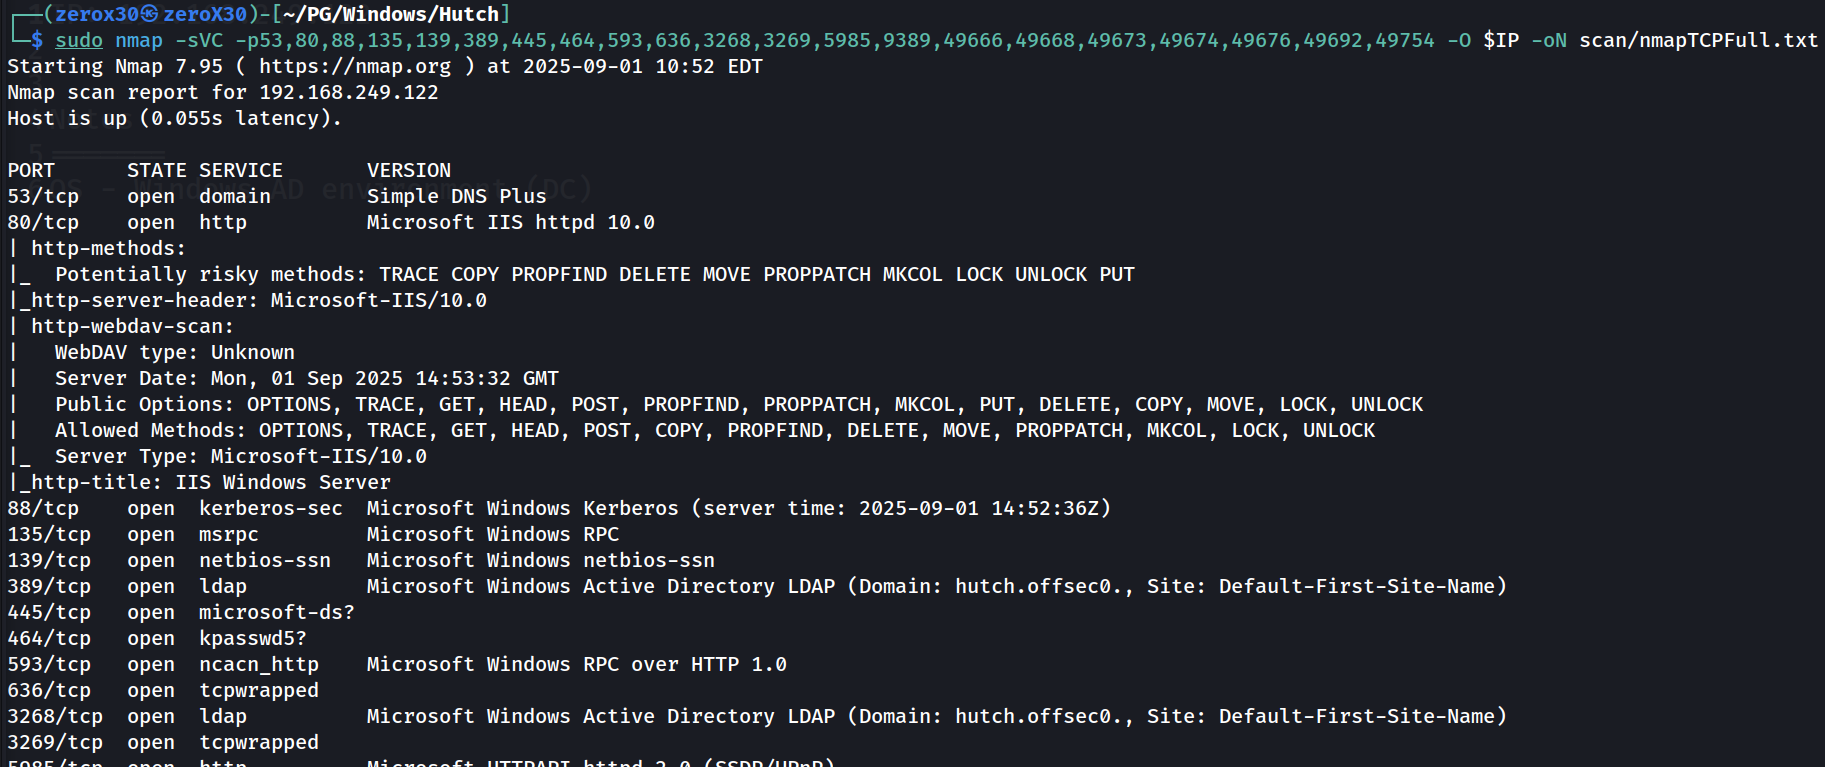 ┌──(zerox30㉿zeroX30)-[~/PG/Windows/Hutch]
└─$ sudo nmap -sVC -p53,80,88,135,139,389,445,464,593,636,3268,3269,5985,9389,49666,49668,49673,49674,49676,49692,49754 -O $IP -oN scan/nmapTCPFull.txt
Starting Nmap 7.95 ( https://nmap.org ) at 2025-09-01 10:52 EDT
Nmap scan report for 192.168.249.122
Host is up (0.055s latency).
PORT      STATE SERVICE       VERSION
53/tcp    open  domain        Simple DNS Plus
80/tcp    open  http          Microsoft IIS httpd 10.0
| http-methods:
|_  Potentially risky methods: TRACE COPY PROPFIND DELETE MOVE PROPPATCH MKCOL LOCK UNLOCK PUT
|_http-server-header: Microsoft-IIS/10.0
| http-webdav-scan:
|   WebDAV type: Unknown
|   Server Date: Mon, 01 Sep 2025 14:53:32 GMT
|   Public Options: OPTIONS, TRACE, GET, HEAD, POST, PROPFIND, PROPPATCH, MKCOL, PUT, DELETE, COPY, MOVE, LOCK, UNLOCK
|   Allowed Methods: OPTIONS, TRACE, GET, HEAD, POST, COPY, PROPFIND, DELETE, MOVE, PROPPATCH, MKCOL, LOCK, UNLOCK
|_  Server Type: Microsoft-IIS/10.0
|_http-title: IIS Windows Server
88/tcp    open  kerberos-sec  Microsoft Windows Kerberos (server time: 2025-09-01 14:52:36Z)
135/tcp   open  msrpc         Microsoft Windows RPC
139/tcp   open  netbios-ssn   Microsoft Windows netbios-ssn
389/tcp   open  ldap          Microsoft Windows Active Directory LDAP (Domain: hutch.offsec0., Site: Default-First-Site-Name)
445/tcp   open  microsoft-ds?
464/tcp   open  kpasswd5?
593/tcp   open  ncacn_http    Microsoft Windows RPC over HTTP 1.0
636/tcp   open  tcpwrapped
3268/tcp  open  ldap          Microsoft Windows Active Directory LDAP (Domain: hutch.offsec0., Site: Default-First-Site-Name)
3269/tcp  open  tcpwrapped
5985/tcp  open  http          Microsoft HTTPAPI httpd 2.0 (SSDP/UPnP)